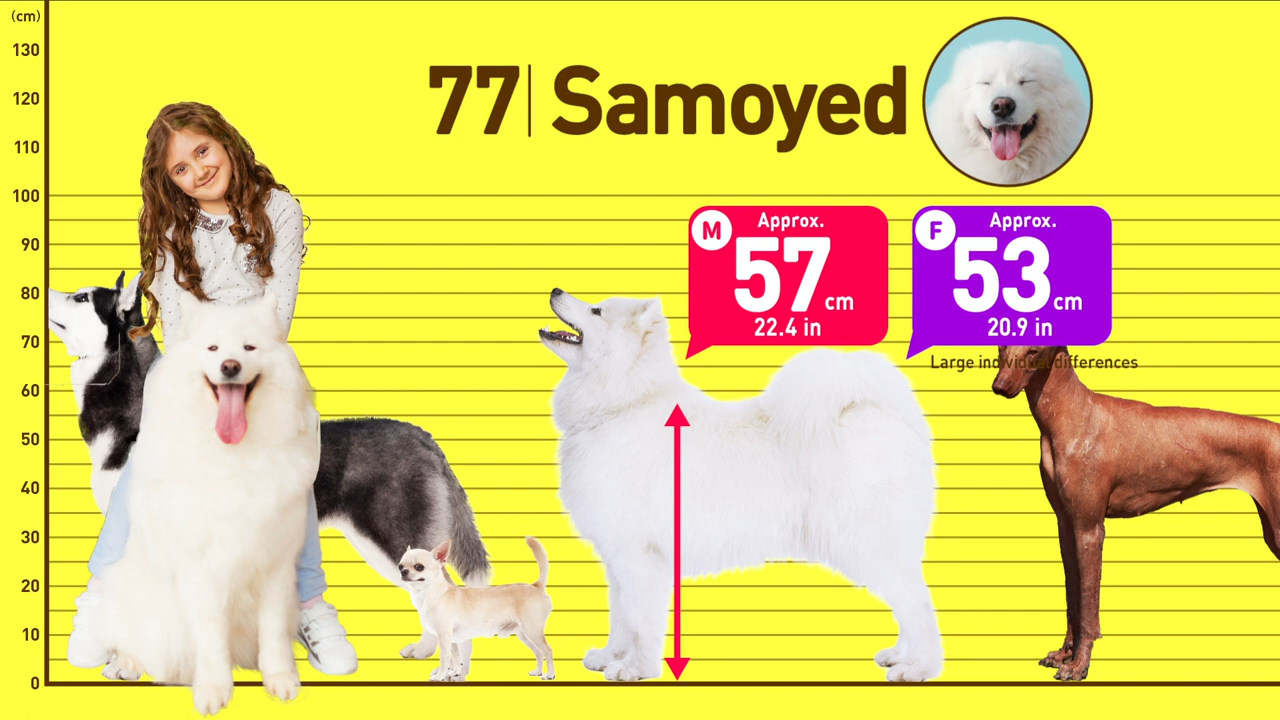 (cm)
130
120
110
100
90
80
70
60
50
40
30
20
10
0
77 | Samoyed
M Approx.
57 cm
22.4 in
F Approx.
53 cm
20.9 in
Large individual differences